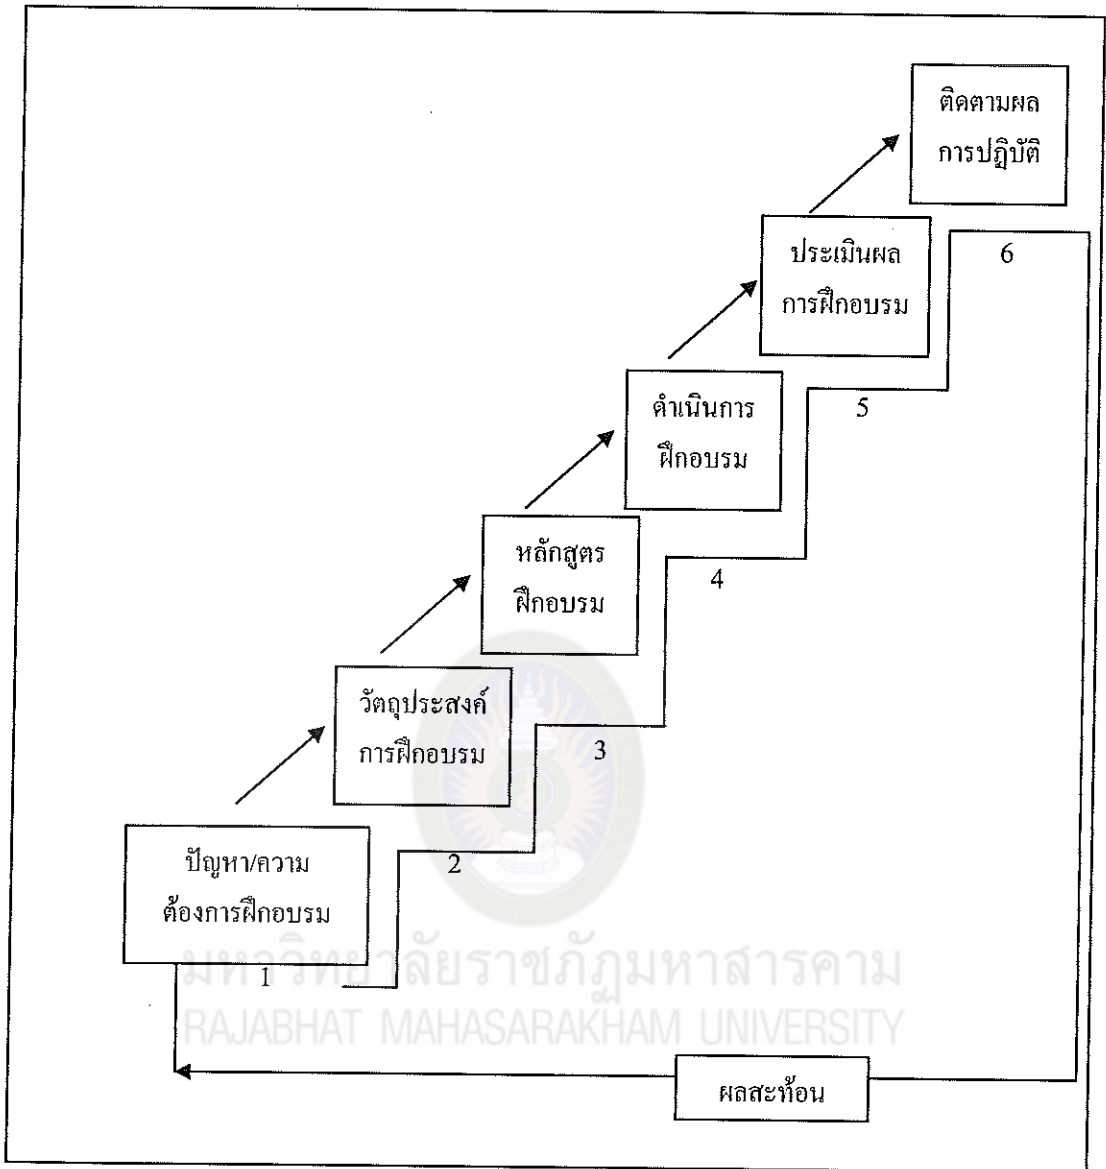 ติดตามผล
การปฏิบัติ
6
ประเมินผล
การฝึกอบรม
5
ดำเนินการ
ฝึกอบรม
4
หลักสูตร
ฝึกอบรม
3
วัตถุประสงค์
การฝึกอบรม
2
ปัญหา/ความ
ต้องการฝึกอบรม
1
มหาวิทยาลัยราชภัฏมหาสารคาม
RAJABHAT MAHASARAKHAM UNIVERSITY
ผลสะท้อน